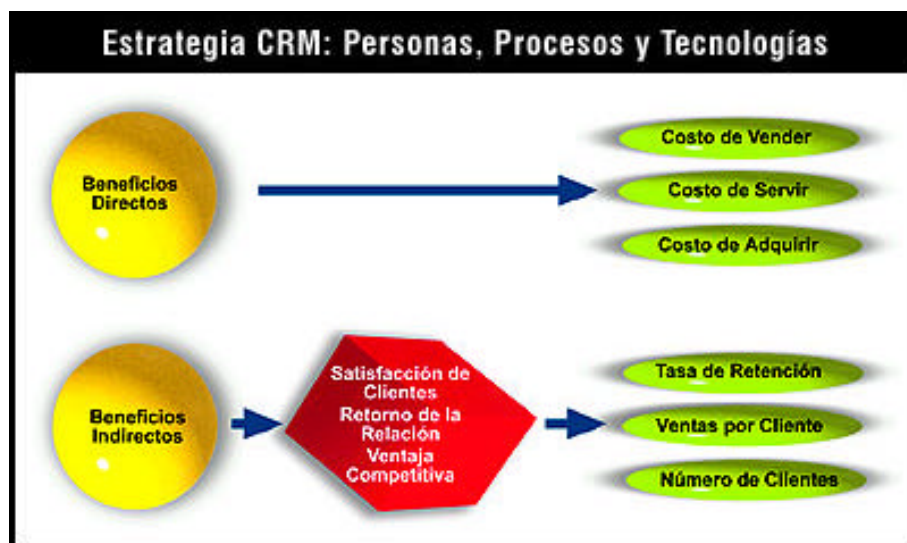 Estrategia CRM: Personas, Procesos y Tecnologías
Beneficios
Directos
Costo de Vender
Costo de Servir
Costo de Adquirir
Beneficios
Indirectos
Satisfacción de
Clientes
Retorno de la
Relación
Ventaja
Competitiva
Tasa de Retención
Ventas por Cliente
Número de Clientes